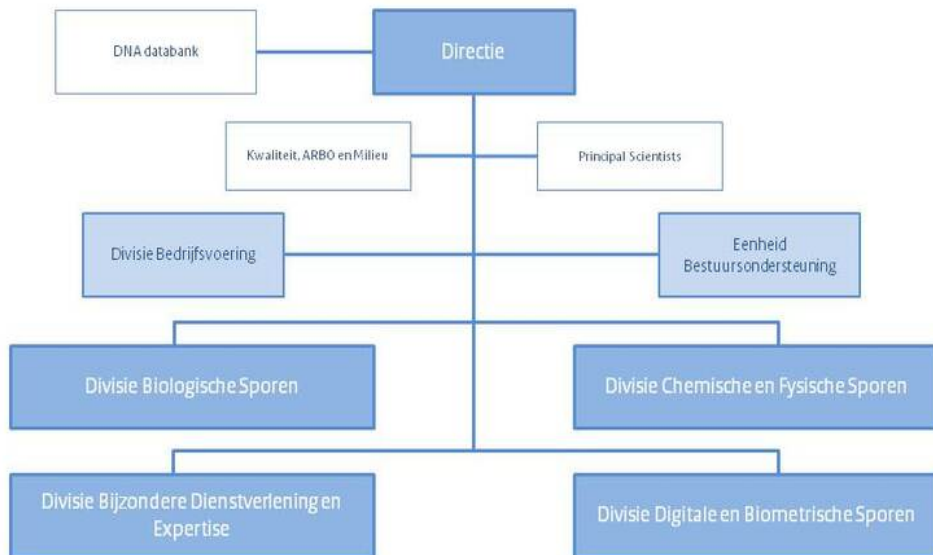 DNA databank
Directie
Kwaliteit, ARBO en Milieu
Principal Scientists
Divisie Bedrijfsvoering
Eenheid
Bestuursondersteuning
Divisie Biologische Sporen
Divisie Chemische en Fysische Sporen
Divisie Bijzondere Dienstverlening en
Expertise
Divisie Digitale en Biometrische Sporen